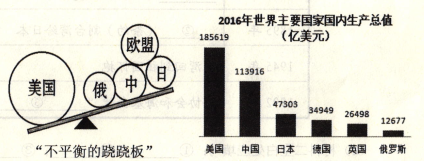 欧盟
美国
俄
中
日
“不平衡的跷跷板”
2016年世界主要国家国内生产总值
（亿美元）
185619
113916
47303
34949
26498
12677
美国 中国 日本 德国 英国 俄罗斯